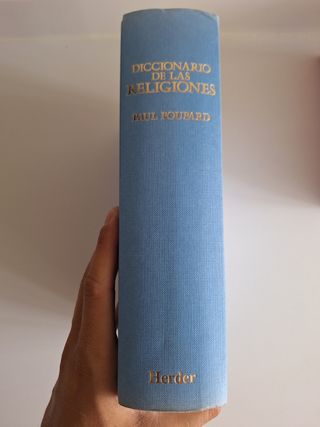 DICCIONARIO
DE LAS
RELIGIONES
PAUL POUPARD
Herder